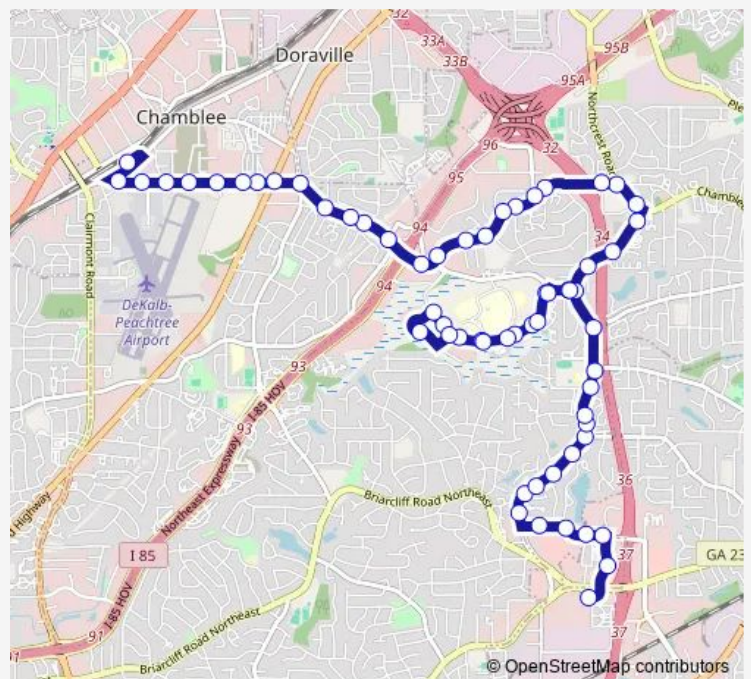 32
33A
33B
Doraville
95B
95A
Chamblee
96
32
Northcrest Road
95
Clairmont Road
94
34
94
DeKalb-
Peachtree
Airport
93
93
I 85 HOV
Northeast Expressway
36
Briarcliff Road Northeast
Highway
I 85
37
GA 23
I 85 HOV
91
Briarcliff Road Northeast
37
© OpenStreetMap contributors